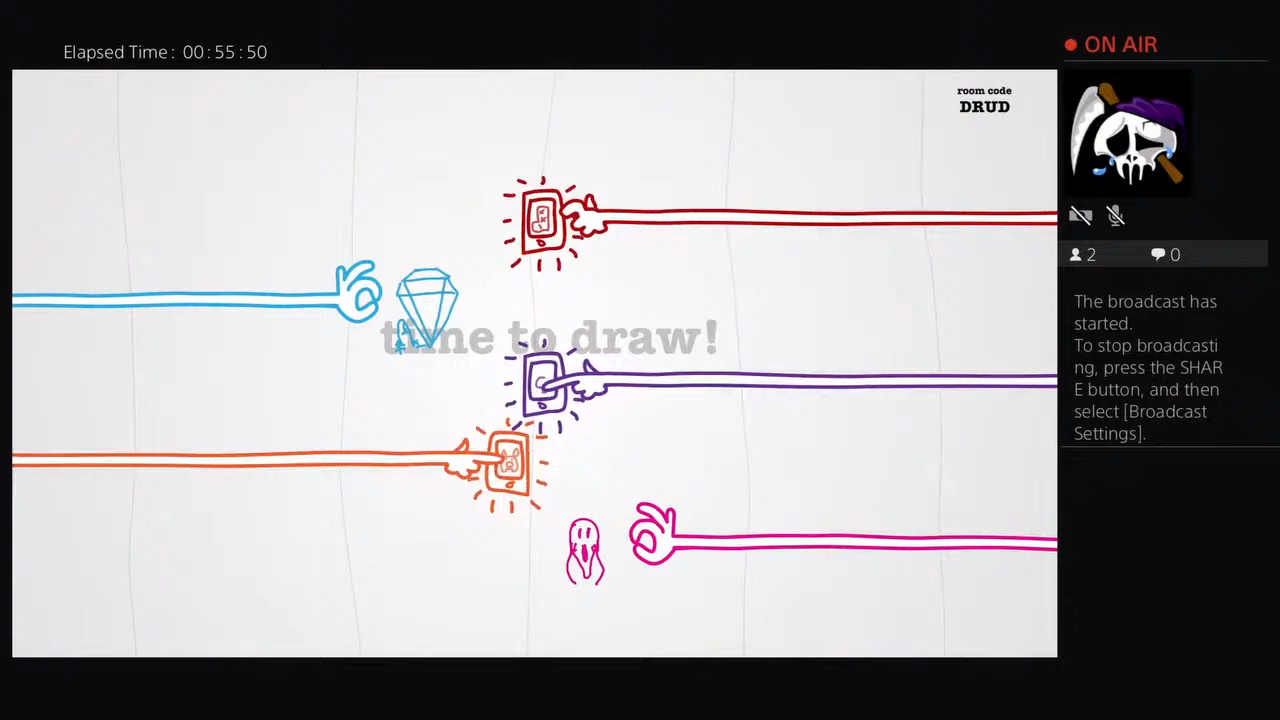 Elapsed Time: 00:55:50
ON AIR
room code
DRUD
2
0
time to draw!
The broadcast has
started.
To stop broadcasti
ng, press the SHAR
E button, and then
select [Broadcast
Settings].